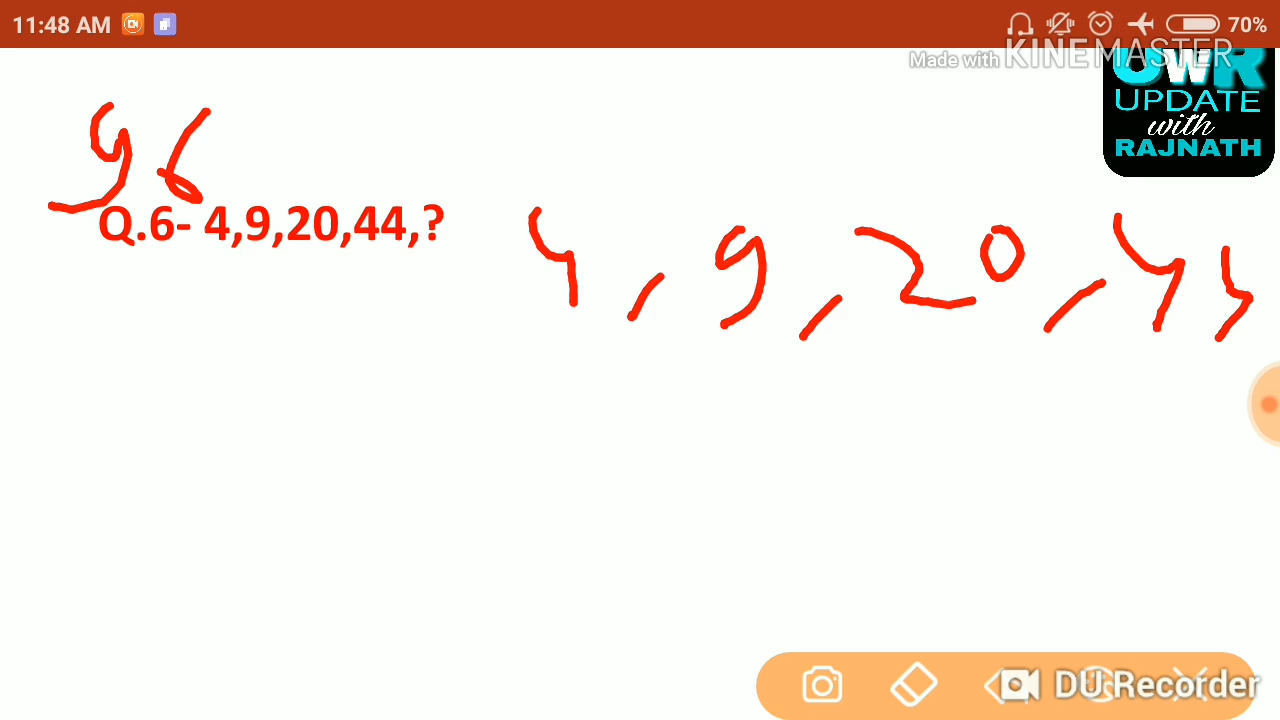 11:48 AM
70%
Made with KINEMASTER
UWR
UPDATE
with
RAJNATH
96
Q.6- 4,9,20,44,?
4, 9, 20, 44
DU Recorder